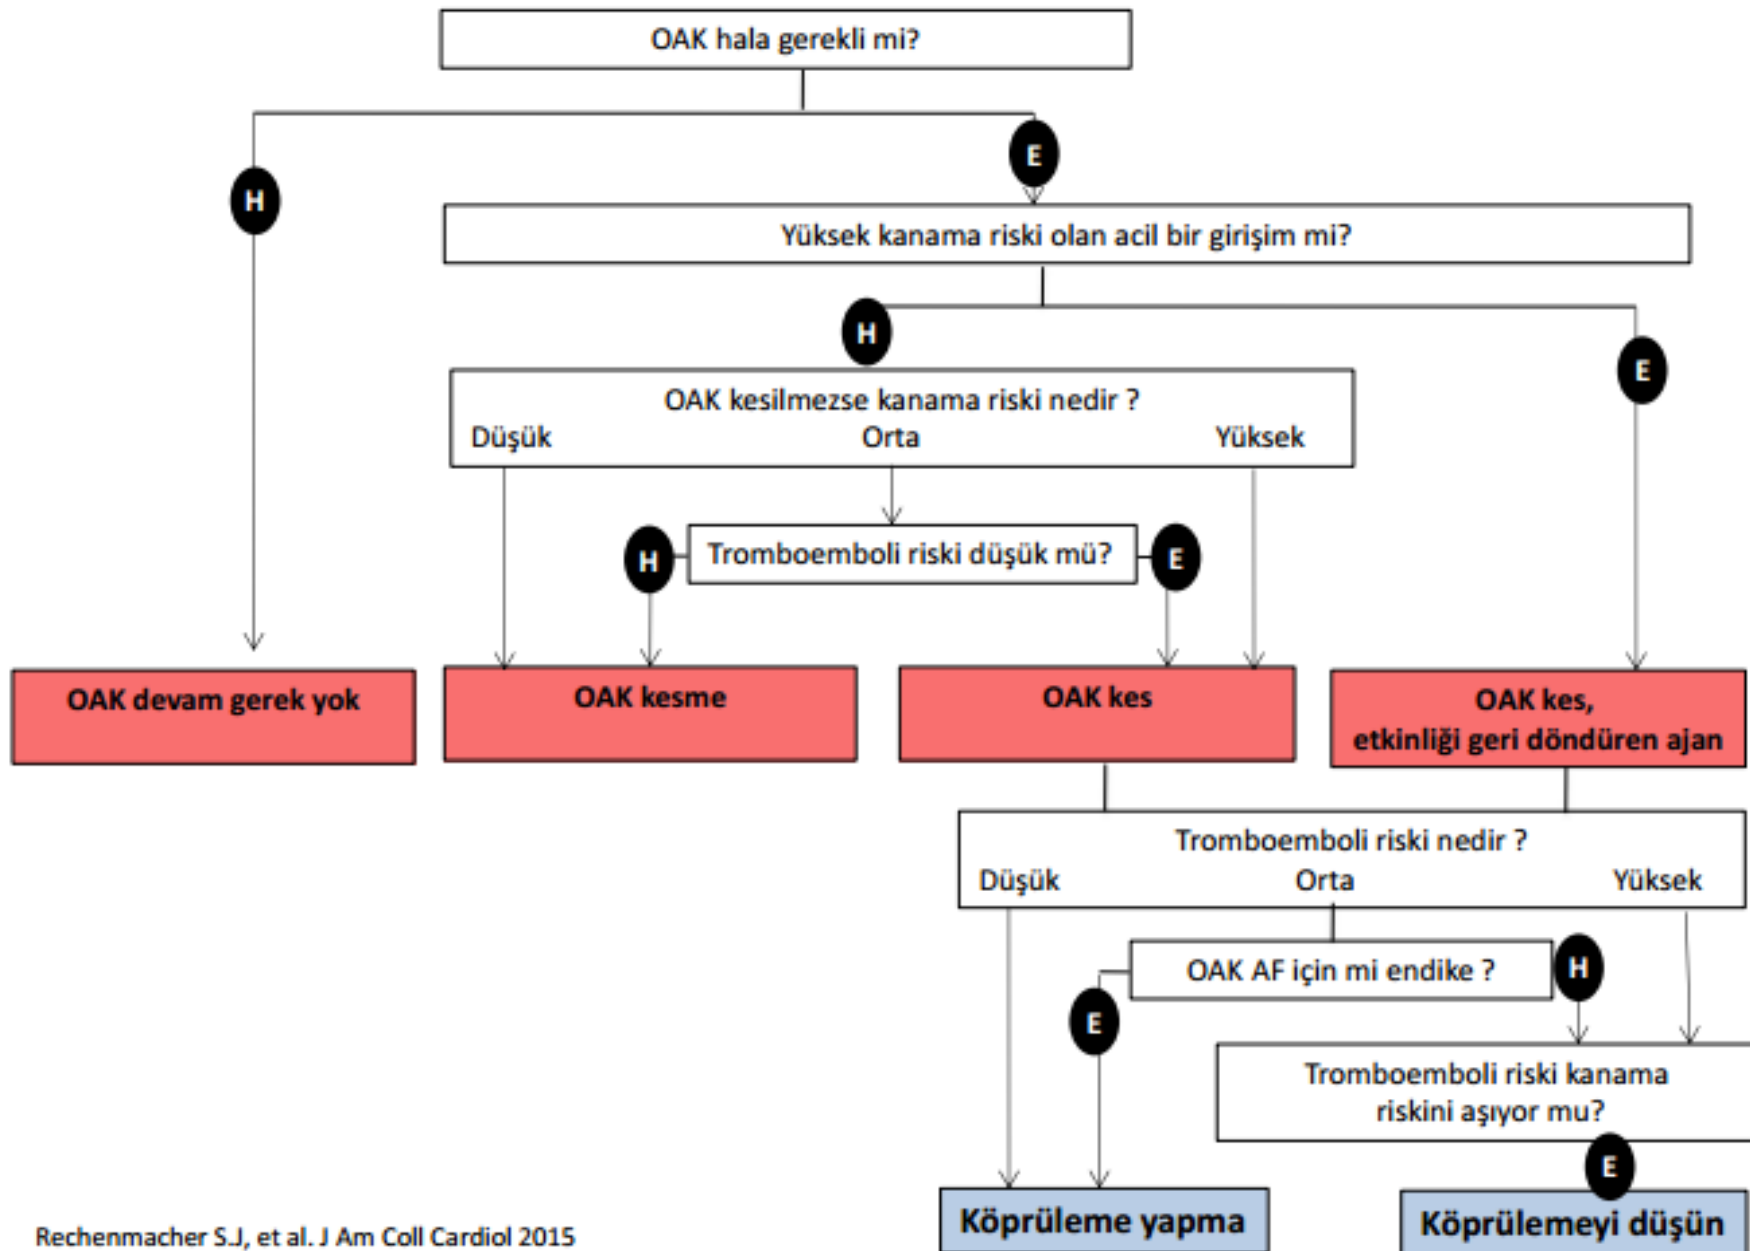 OAK hala gerekli mi?
E
H
Yüksek kanama riski olan acil bir girişim mi?
H
E
OAK kesilmezse kanama riski nedir ?
Düşük Orta Yüksek
H Tromboemboli riski düşük mü? E
OAK devam gerek yok
OAK kesme
OAK kes
OAK kes,
etkinliği geri döndüren ajan
Tromboemboli riski nedir ?
Düşük Orta Yüksek
OAK AF için mi endike ? H
E
Tromboemboli riski kanama
riskini aşıyor mu?
E
Köprüleme yapma
Köprülemeyi düşün
Rechenmacher S.J, et al. J Am Coll Cardiol 2015